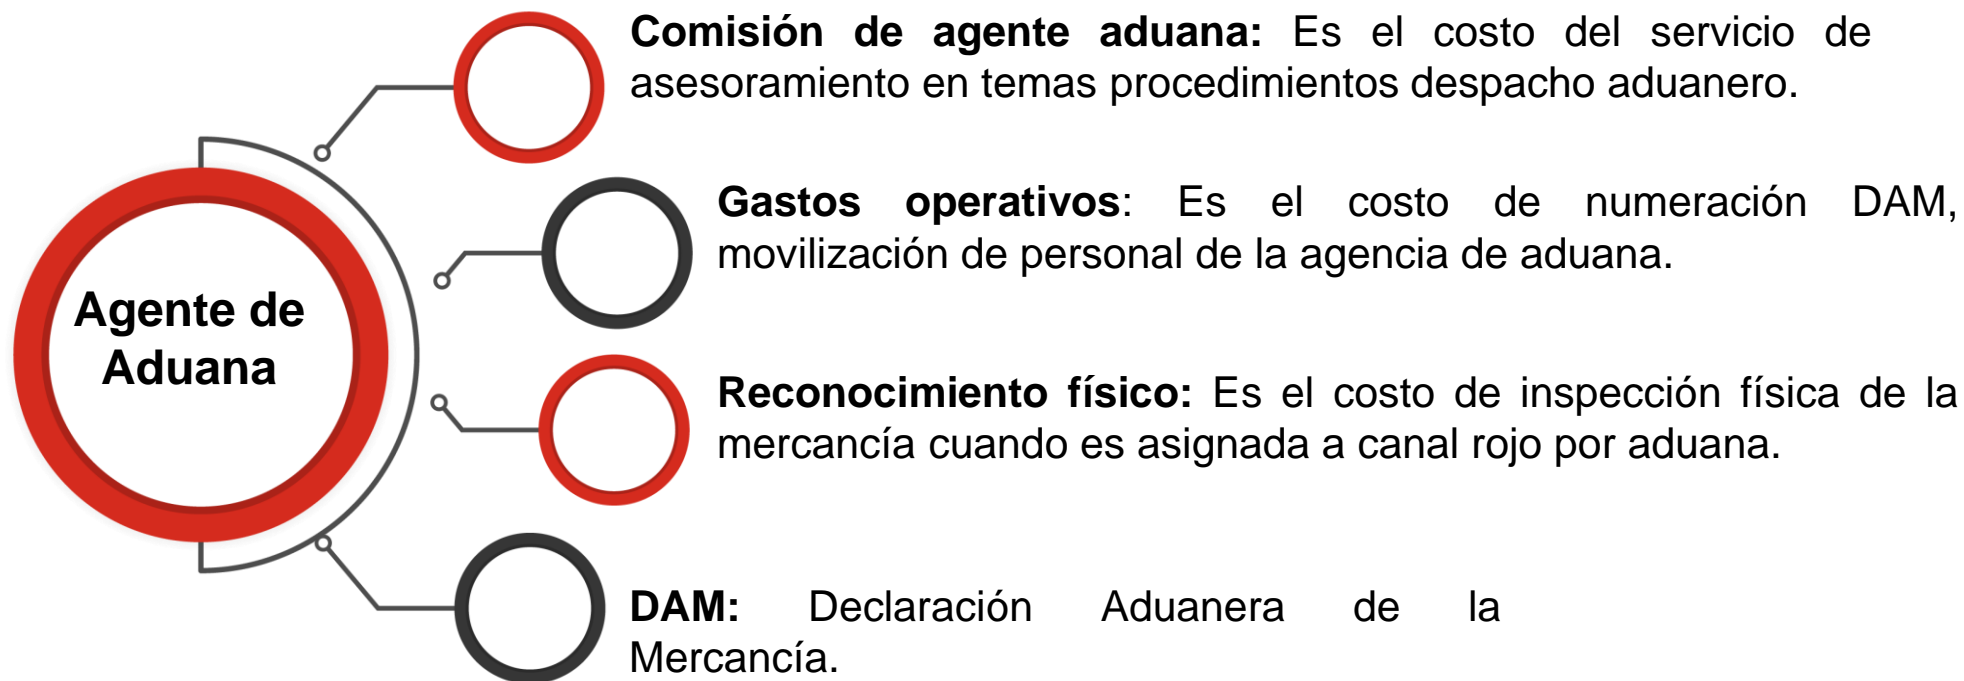 Comisión de agente aduana: Es el costo del servicio de
asesoramiento en temas procedimientos despacho aduanero.
Gastos operativos: Es el costo de numeración DAM,
movilización de personal de la agencia de aduana.
Agente de
Aduana
Reconocimiento físico: Es el costo de inspección física de la
mercancía cuando es asignada a canal rojo por aduana.
DAM: Declaración Aduanera de la
Mercancía.